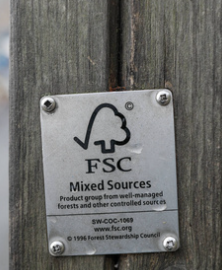 ©
FSC
Mixed Sources
Product group from well-managed
forests and other controlled sources
SW-COC-1069
www.fsc.org
© 1996 Forest Stewardship Council